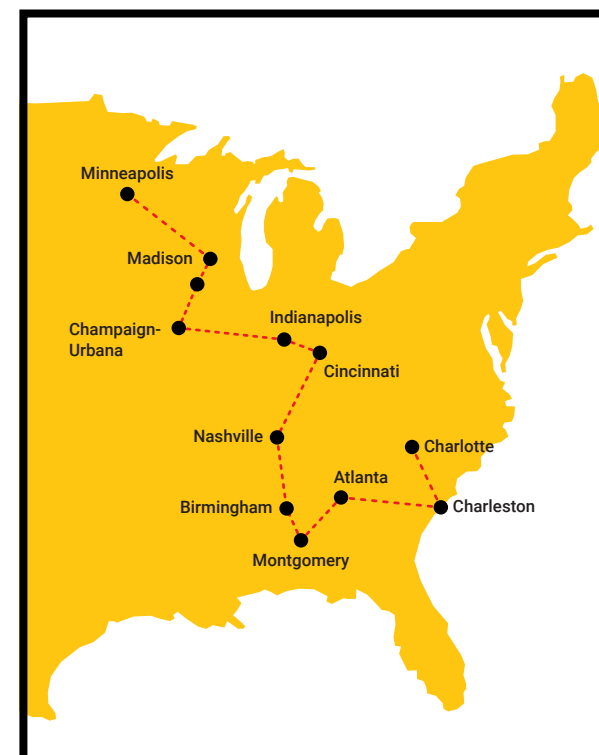 Minneapolis
Madison
Indianapolis
Champaign-
Urbana
Cincinnati
Nashville
Charlotte
Atlanta
Birmingham
Charleston
Montgomery